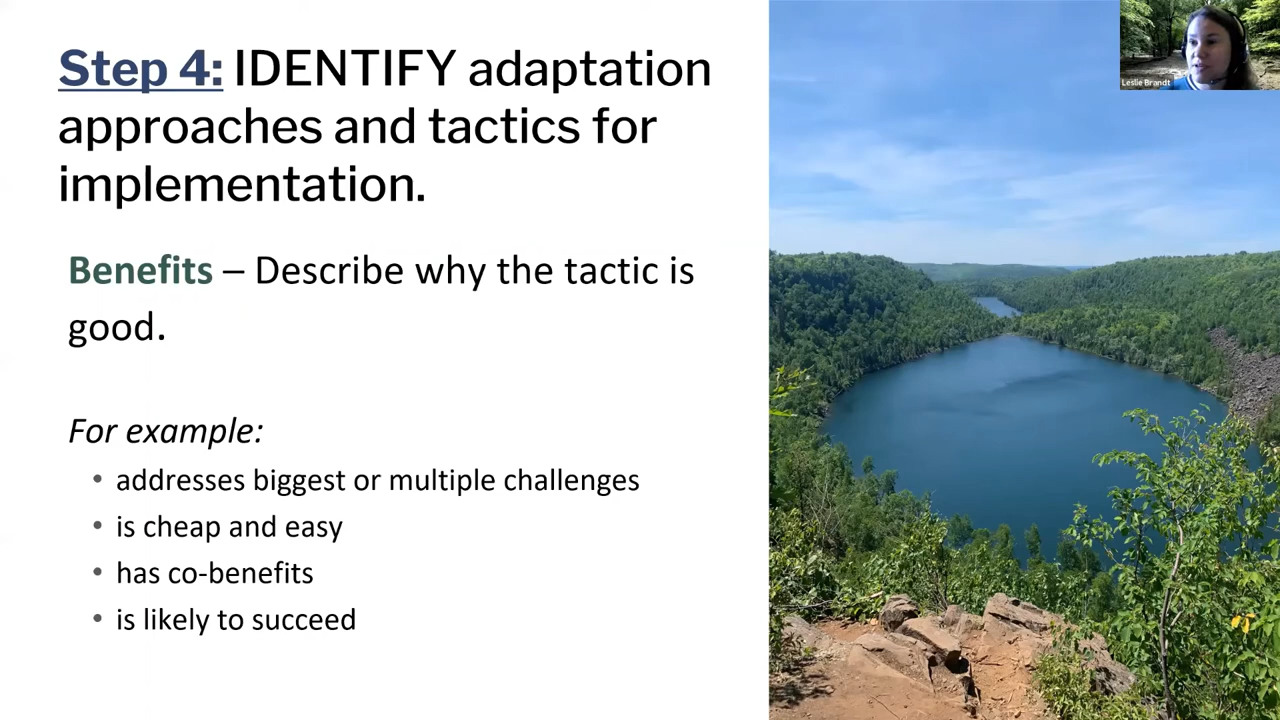 Step 4: IDENTIFY adaptation
approaches and tactics for
implementation.
Benefits – Describe why the tactic is
good.
For example:
• addresses biggest or multiple challenges
• is cheap and easy
• has co-benefits
• is likely to succeed
Leslie Brandt